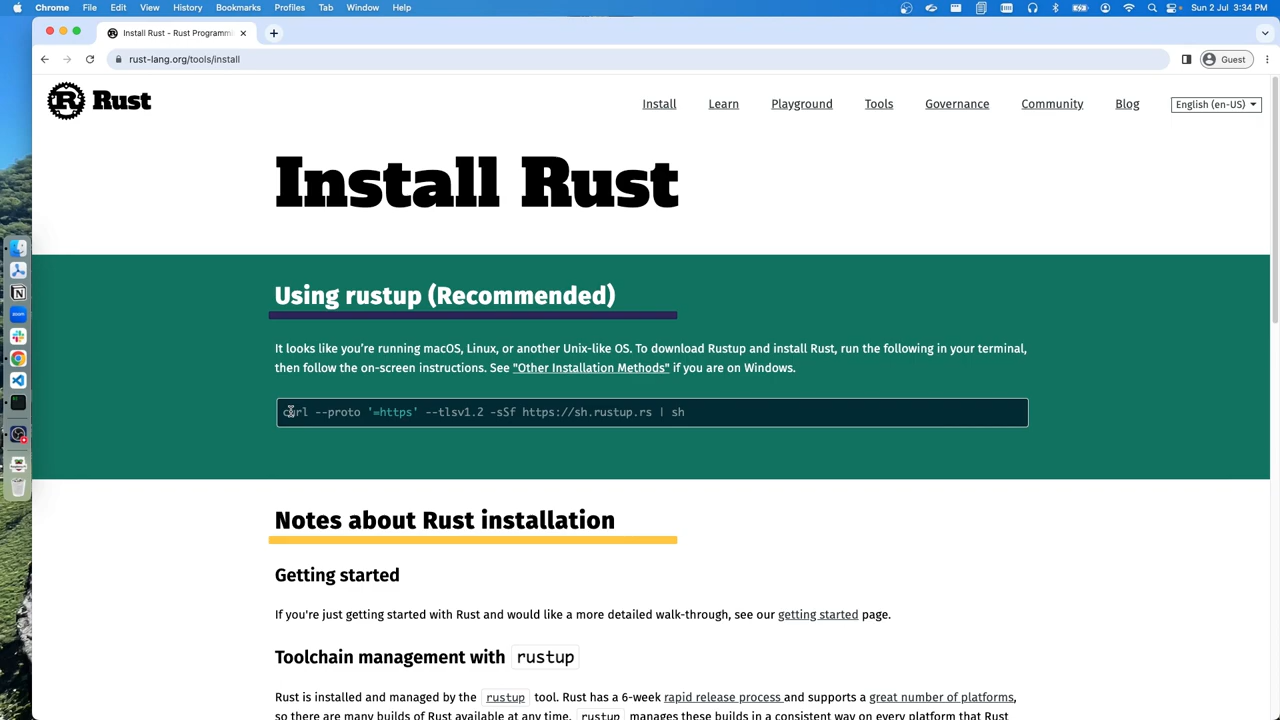 Chrome File Edit View History Bookmarks Profiles Tab Window Help Sun 2 Jul 3:34 PM
Install Rust - Rust Programmi
rust-lang.org/tools/install
Guest
Rust
Install Learn Playground Tools Governance Community Blog English (en-US)
Install Rust
Using rustup (Recommended)
It looks like you're running macOS, Linux, or another Unix-like OS. To download Rustup and install Rust, run the following in your terminal,
then follow the on-screen instructions. See "Other Installation Methods" if you are on Windows.
curl --proto '=https' --tlsv1.2 -sSf https://sh.rustup.rs | sh
Notes about Rust installation
Getting started
If you're just getting started with Rust and would like a more detailed walk-through, see our getting started page.
Toolchain management with rustup
Rust is installed and managed by the rustup tool. Rust has a 6-week rapid release process and supports a great number of platforms,
so there are many builds of Rust available at any time. rustup manages these builds in a consistent way on every platform that Rust